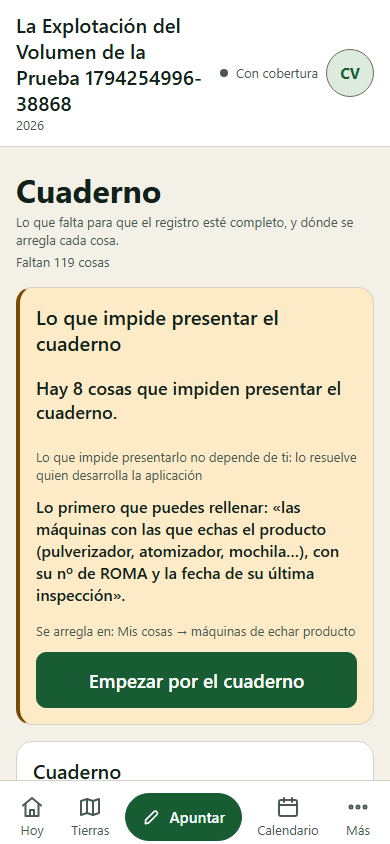 La Explotación del
Volumen de la
Prueba 1794254996-
38868
2026
Con cobertura
CV
Cuaderno
Lo que falta para que el registro esté completo, y dónde se
arregla cada cosa.
Faltan 119 cosas
Lo que impide presentar el
cuaderno
Hay 8 cosas que impiden presentar el
cuaderno.
Lo que impide presentarlo no depende de ti: lo resuelve
quien desarrolla la aplicación
Lo primero que puedes rellenar: «las
máquinas con las que echas el producto
(pulverizador, atomizador, mochila…), con
su nº de ROMA y la fecha de su última
inspección».
Se arregla en: Mis cosas → máquinas de echar producto
Empezar por el cuaderno
Cuaderno
Hoy
Tierras
Apuntar
Calendario
Más